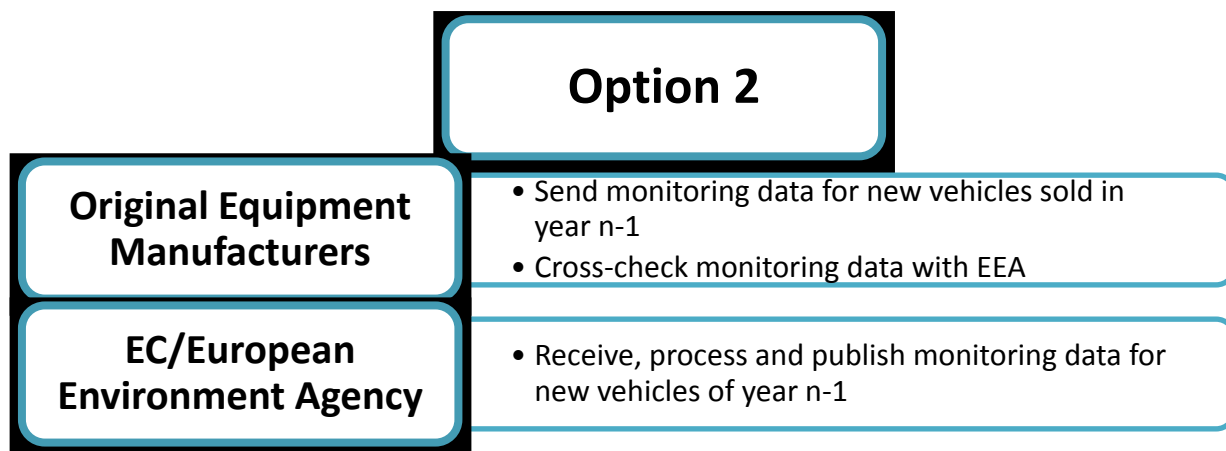 Option 2
Original Equipment
Manufacturers
• Send monitoring data for new vehicles sold in
year n-1
• Cross-check monitoring data with EEA
EC/European
Environment Agency
• Receive, process and publish monitoring data for
new vehicles of year n-1